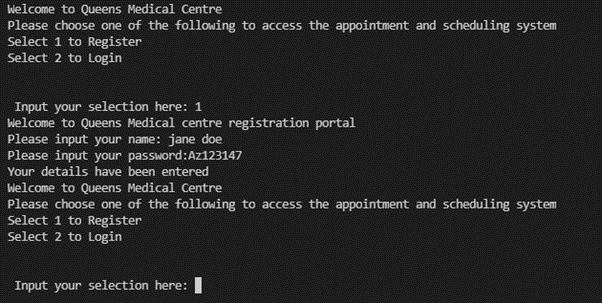 Welcome to Queens Medical Centre
Please choose one of the following to access the appointment and scheduling system
Select 1 to Register
Select 2 to Login
Input your selection here: 1
Welcome to Queens Medical centre registration portal
Please input your name: jane doe
Please input your password:Az123147
Your details have been entered
Welcome to Queens Medical Centre
Please choose one of the following to access the appointment and scheduling system
Select 1 to Register
Select 2 to Login
Input your selection here: